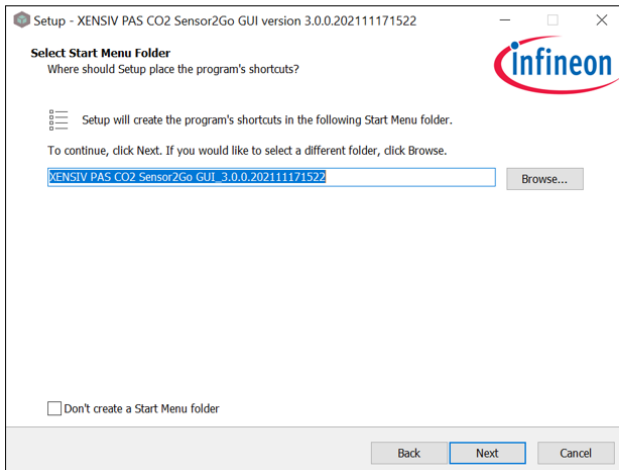 Setup - XENSIV PAS CO2 Sensor2Go GUI version 3.0.0.202111171522
Select Start Menu Folder
Where should Setup place the program's shortcuts?
infineon
Setup will create the program's shortcuts in the following Start Menu folder.
To continue, click Next. If you would like to select a different folder, click Browse.
XENSIV PAS CO2 Sensor2Go GUI_3.0.0.202111171522
Browse...
Don't create a Start Menu folder
Back
Next
Cancel